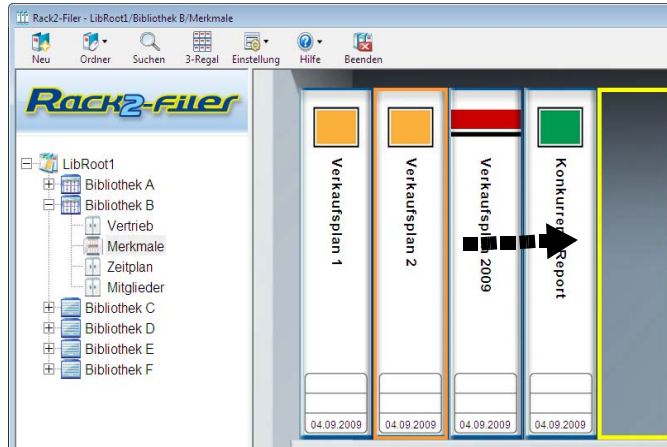 Rack2-Filer - LibRoot1/Bibliothek B/Merkmale
Neu Ordner Suchen 3-Regal Einstellung Hilfe Beenden
Rack2-Filer
LibRoot1
Bibliothek A
Bibliothek B
Vertrieb
Merkmale
Zeitplan
Mitglieder
Bibliothek C
Bibliothek D
Bibliothek E
Bibliothek F
Verkaufsplan 1
04.09.2009
Verkaufsplan 2
04.09.2009
Verkaufsplan 2009
04.09.2009
Report
04.09.2009